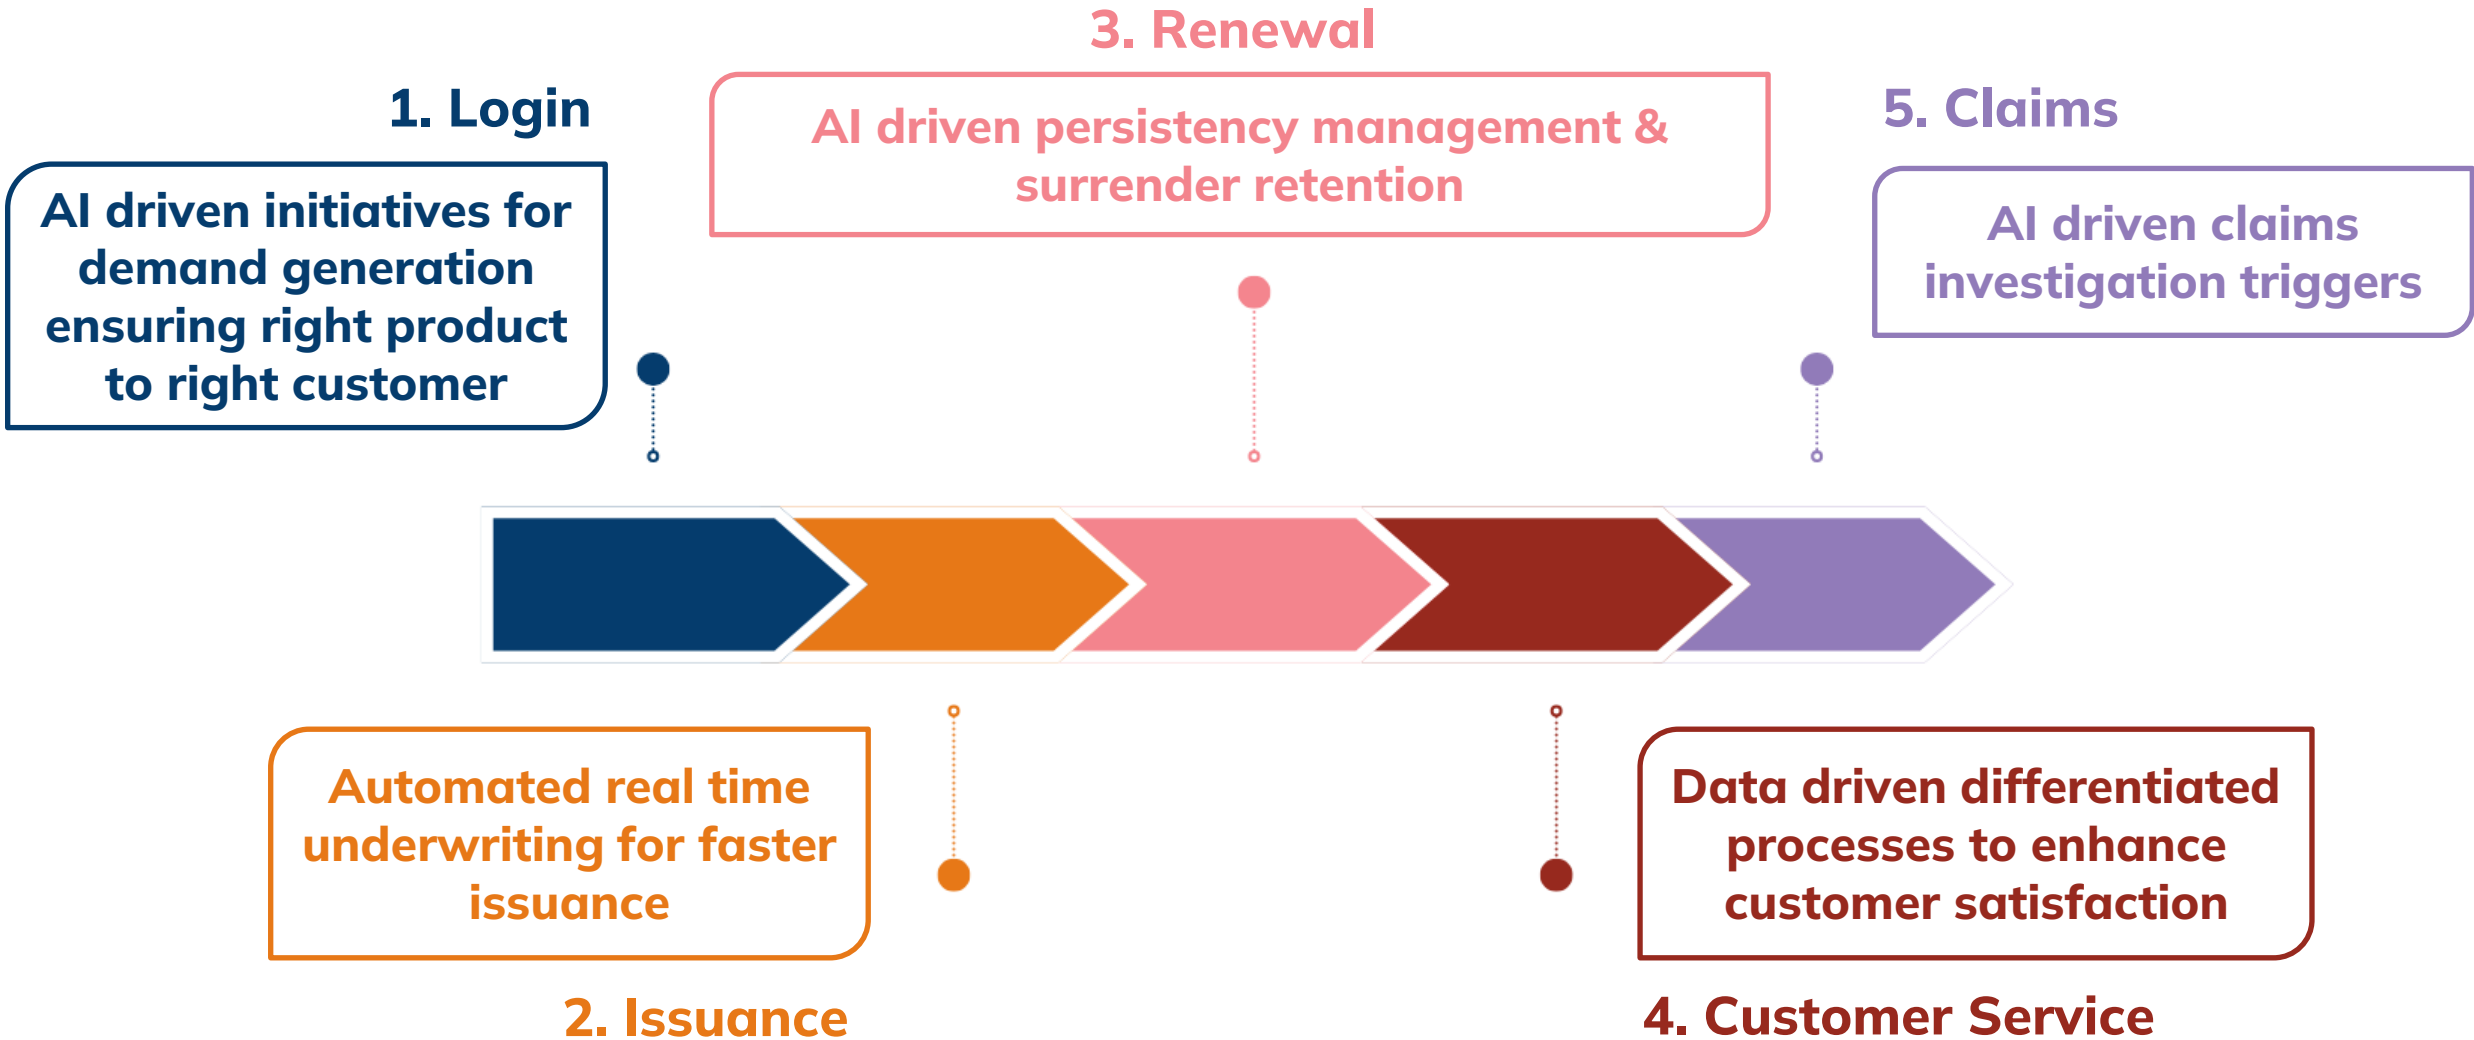 1. Login
AI driven initiatives for
demand generation
ensuring right product
to right customer
2. Issuance
Automated real time
underwriting for faster
issuance
3. Renewal
AI driven persistency management &
surrender retention
4. Customer Service
Data driven differentiated
processes to enhance
customer satisfaction
5. Claims
AI driven claims
investigation triggers